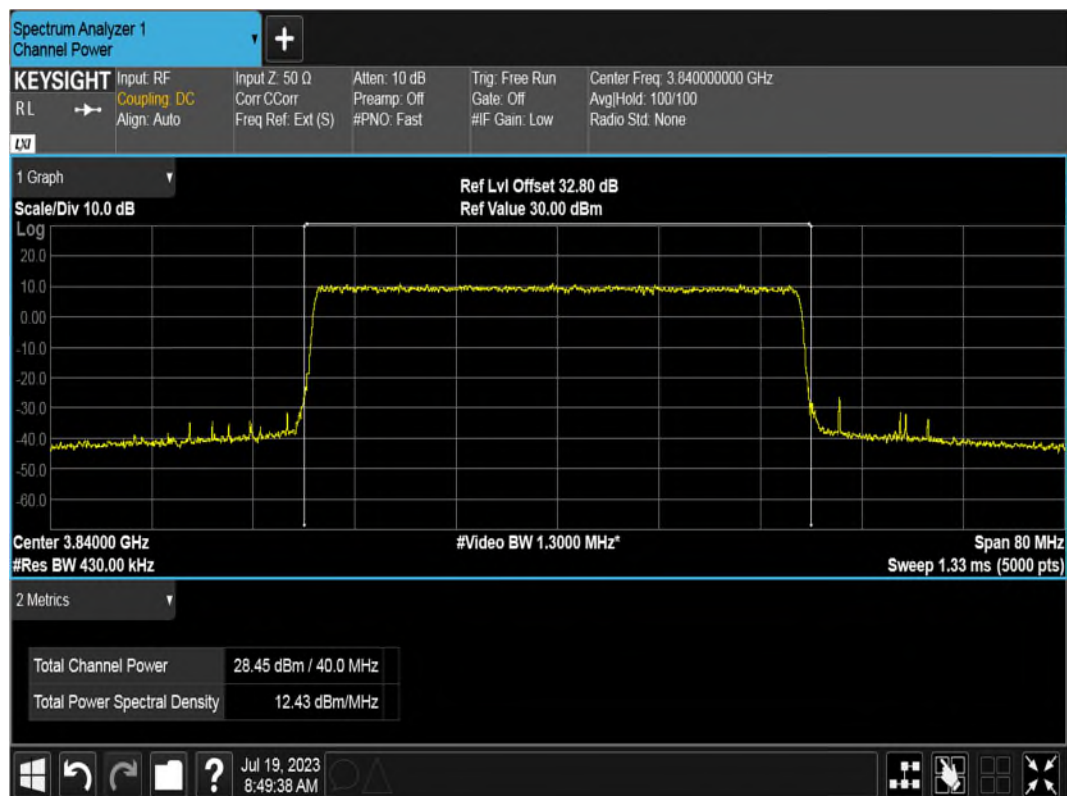 Spectrum Analyzer 1
Channel Power
KEYSIGHT
RL
LXI
Input: RF
Coupling: DC
Align: Auto
Input Z: 50 Ω
Corr CCorr
Freq Ref: Ext (S)
Atten: 10 dB
Preamp: Off
#PNO: Fast
Trig: Free Run
Gate: Off
#IF Gain: Low
Center Freq: 3.840000000 GHz
Avg|Hold: 100/100
Radio Std: None
1 Graph
Scale/Div 10.0 dB
Ref Lvl Offset 32.80 dB
Ref Value 30.00 dBm
Log
20.0
10.0
0.00
-10.0
-20.0
-30.0
-40.0
-50.0
-60.0
Center 3.84000 GHz
#Res BW 430.00 kHz
#Video BW 1.3000 MHz*
Span 80 MHz
Sweep 1.33 ms (5000 pts)
2 Metrics
Total Channel Power 28.45 dBm / 40.0 MHz
Total Power Spectral Density 12.43 dBm/MHz
?
Jul 19, 2023
8:49:38 AM